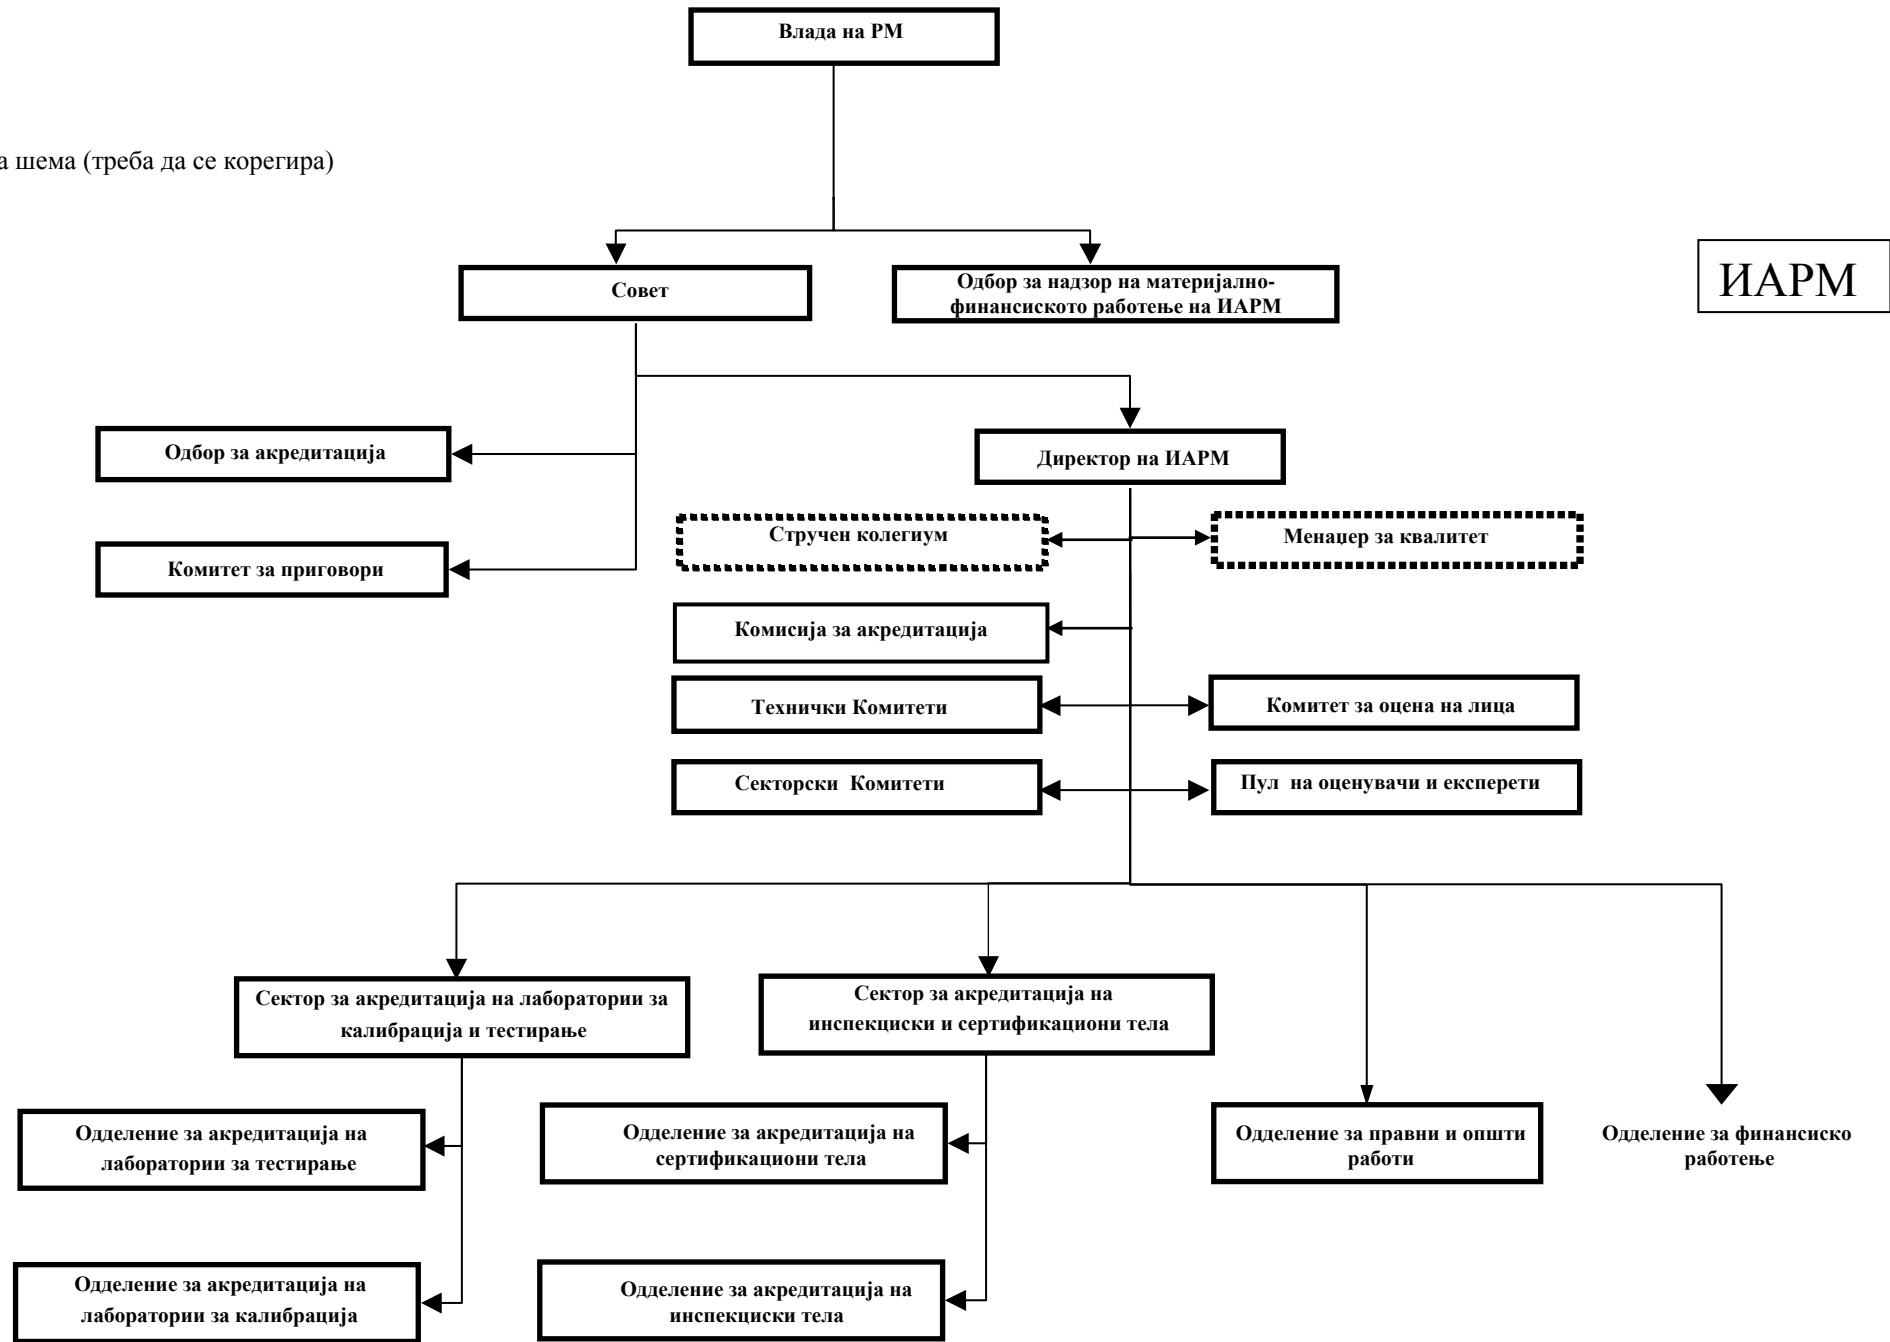 Влада на РМ
а шема (треба да се корегира)
ИАРМ
Совет
Одбор за надзор на материјално-
финансиското работење на ИАРМ
Одбор за акредитација
Директор на ИАРМ
Стручен колегиум
Менаџер за квалитет
Комитет за приговори
Комисија за акредитација
Технички Комитети
Комитет за оцена на лица
Секторски Комитети
Пул на оценувачи и експерети
Сектор за акредитација на лаборатории за
калибрација и тестирање
Сектор за акредитација на
инспекциски и сертификациони тела
Одделение за акредитација на
лаборатории за тестирање
Одделение за акредитација на
сертификациони тела
Одделение за правни и општи
работи
Одделение за финансиско
работење
Одделение за акредитација на
лаборатории за калибрација
Одделение за акредитација на
инспекциски тела